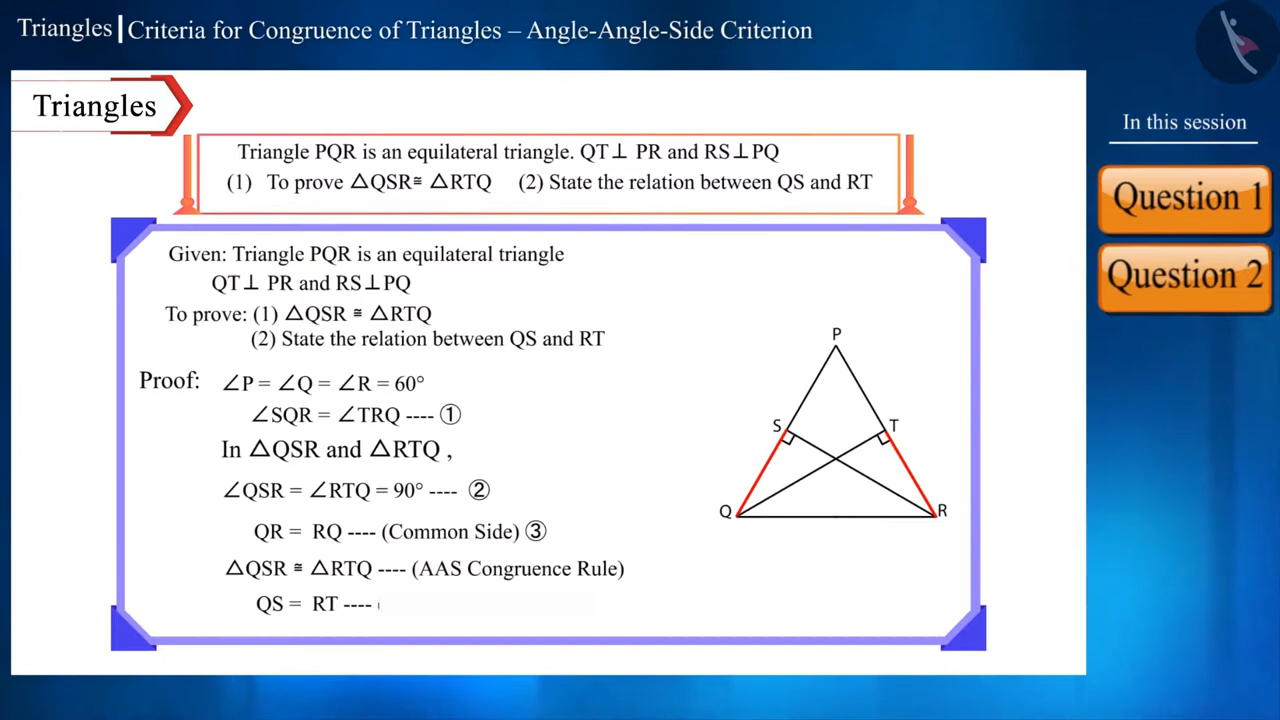 Triangles | Criteria for Congruence of Triangles – Angle-Angle-Side Criterion
Triangles
Triangle PQR is an equilateral triangle. QT⊥ PR and RS⊥PQ
(1) To prove △QSR≅ △RTQ (2) State the relation between QS and RT
Given: Triangle PQR is an equilateral triangle
QT⊥ PR and RS⊥PQ
To prove: (1) △QSR ≅ △RTQ
(2) State the relation between QS and RT
Proof: ∠P = ∠Q = ∠R = 60°
∠SQR = ∠TRQ ---- ①
In △QSR and △RTQ ,
∠QSR = ∠RTQ = 90° ---- ②
QR = RQ ---- (Common Side) ③
△QSR ≅ △RTQ ---- (AAS Congruence Rule)
QS = RT ----
P
S
T
Q
R
In this session
Question 1
Question 2